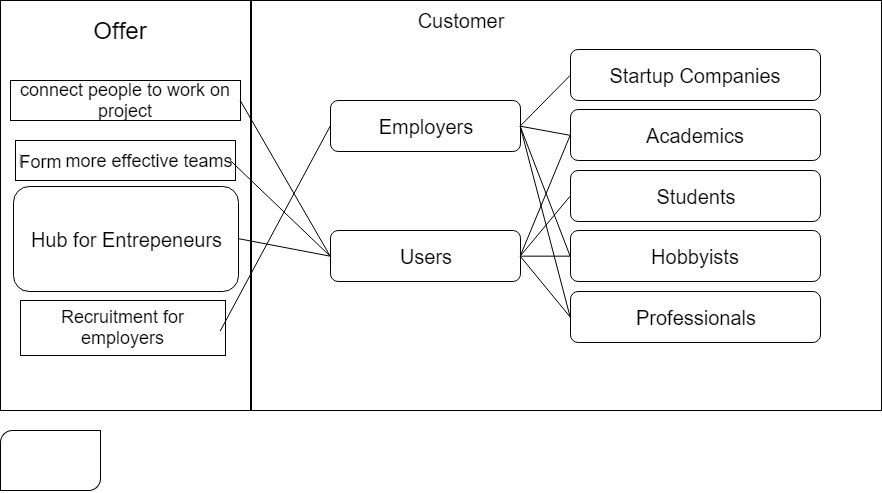 Offer
connect people to work on
project
Form more effective teams
Hub for Entrepeneurs
Recruitment for
employers
Customer
Employers
Users
Startup Companies
Academics
Students
Hobbyists
Professionals